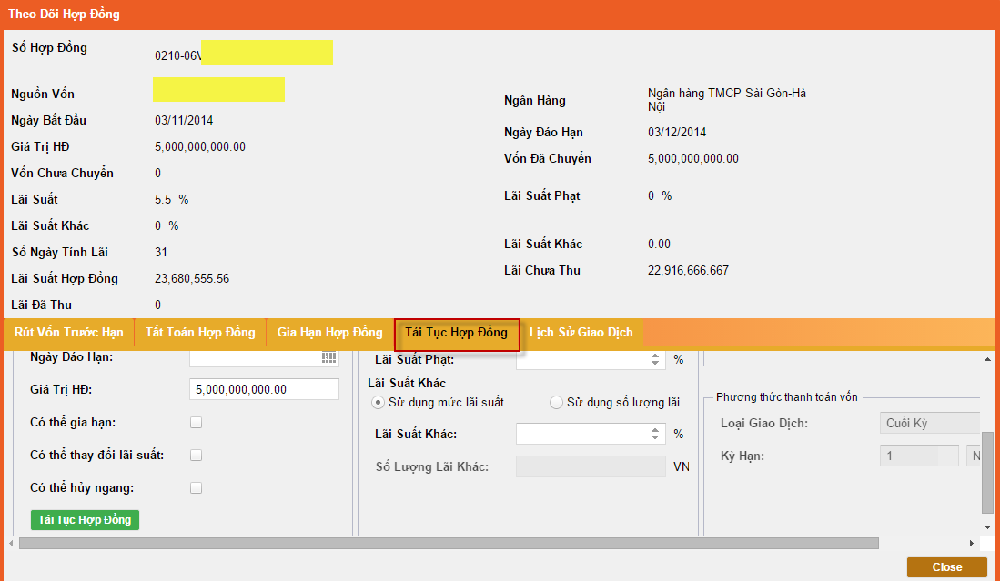 Theo Dõi Hợp Đồng
Số Hợp Đồng
0210-06V
Nguồn Vốn
Ngân Hàng
Ngân hàng TMCP Sài Gòn-Hà
Nội
Ngày Bắt Đầu
03/11/2014
Ngày Đáo Hạn
03/12/2014
Giá Trị HĐ
5,000,000,000.00
Vốn Đã Chuyển
5,000,000,000.00
Vốn Chưa Chuyển
0
Lãi Suất
5.5 %
Lãi Suất Phạt
0 %
Lãi Suất Khác
0 %
Lãi Suất Khác
0.00
Số Ngày Tính Lãi
31
Lãi Suất Hợp Đồng
23,680,555.56
Lãi Chưa Thu
22,916,666.667
Lãi Đã Thu
0
Rút Vốn Trước Hạn
Tất Toán Hợp Đồng
Gia Hạn Hợp Đồng
Tái Tục Hợp Đồng
Lịch Sử Giao Dịch
Ngày Đáo Hạn:
Giá Trị HĐ:
5,000,000,000.00
Có thể gia hạn:
Có thể thay đổi lãi suất:
Có thể hủy ngang:
Tái Tục Hợp Đồng
Lãi Suất Phạt:
%
Lãi Suất Khác
Sử dụng mức lãi suất
Sử dụng số lượng lãi
Lãi Suất Khác:
%
Số Lượng Lãi Khác:
VN
Phương thức thanh toán vốn
Loại Giao Dịch:
Cuối Kỳ
Kỳ Hạn:
1
N
Close